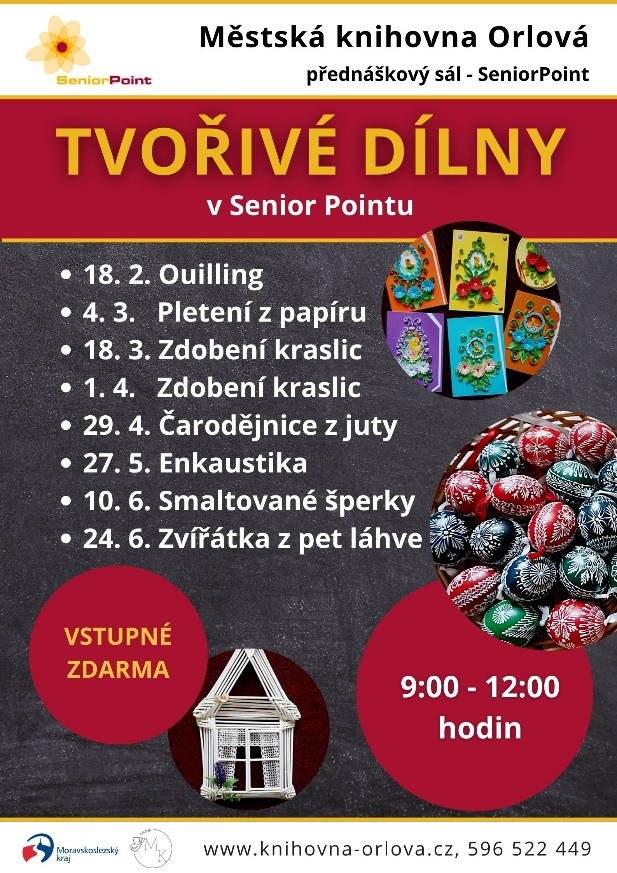 SeniorPoint
Městská knihovna Orlová
přednáškový sál - SeniorPoint
TVOŘIVÉ DÍLNY
v Senior Pointu
• 18. 2. Ouilling
• 4. 3. Pletení z papíru
• 18. 3. Zdobení kraslic
• 1. 4. Zdobení kraslic
• 29. 4. Čarodějnice z juty
• 27. 5. Enkaustika
• 10. 6. Smaltované šperky
• 24. 6. Zvířátka z pet láhve
VSTUPNÉ
ZDARMA
9:00 - 12:00
hodin
Moravskoslezský
kraj
MK
www.knihovna-orlova.cz, 596 522 449